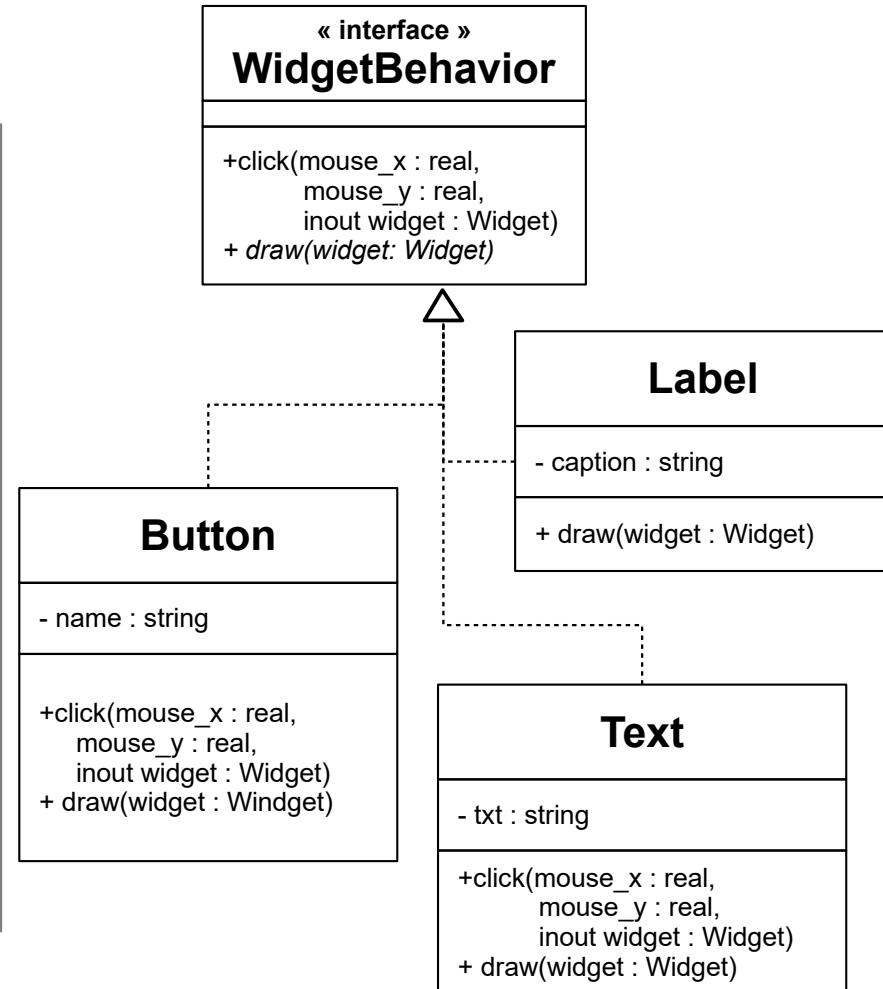 « interface »
WidgetBehavior
+click(mouse_x : real,
mouse_y : real,
inout widget : Widget)
+ draw(widget: Widget)
Label
- caption : string
+ draw(widget : Widget)
Button
- name : string
+click(mouse_x : real,
mouse_y : real,
inout widget : Widget)
+ draw(widget : Windget)
Text
- txt : string
+click(mouse_x : real,
mouse_y : real,
inout widget : Widget)
+ draw(widget : Widget)